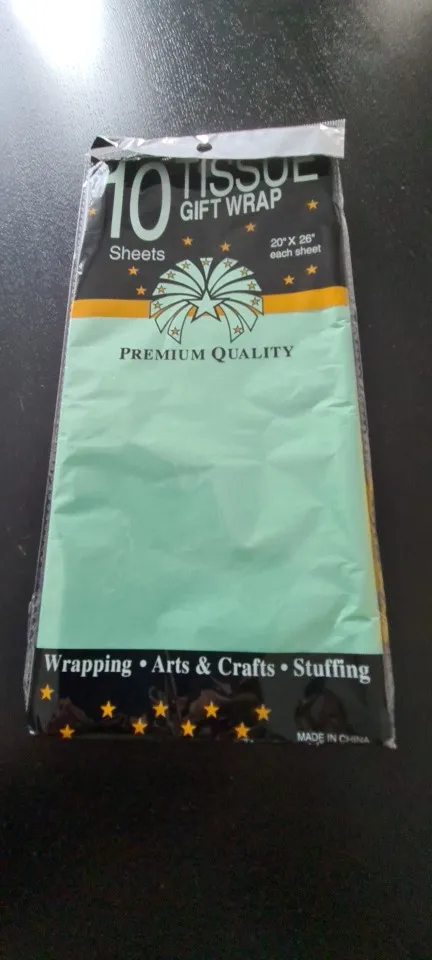 10 TISSUE
GIFT WRAP
Sheets
20" X 26"
each sheet
PREMIUM QUALITY
Wrapping • Arts & Crafts • Stuffing
MADE IN CHINA